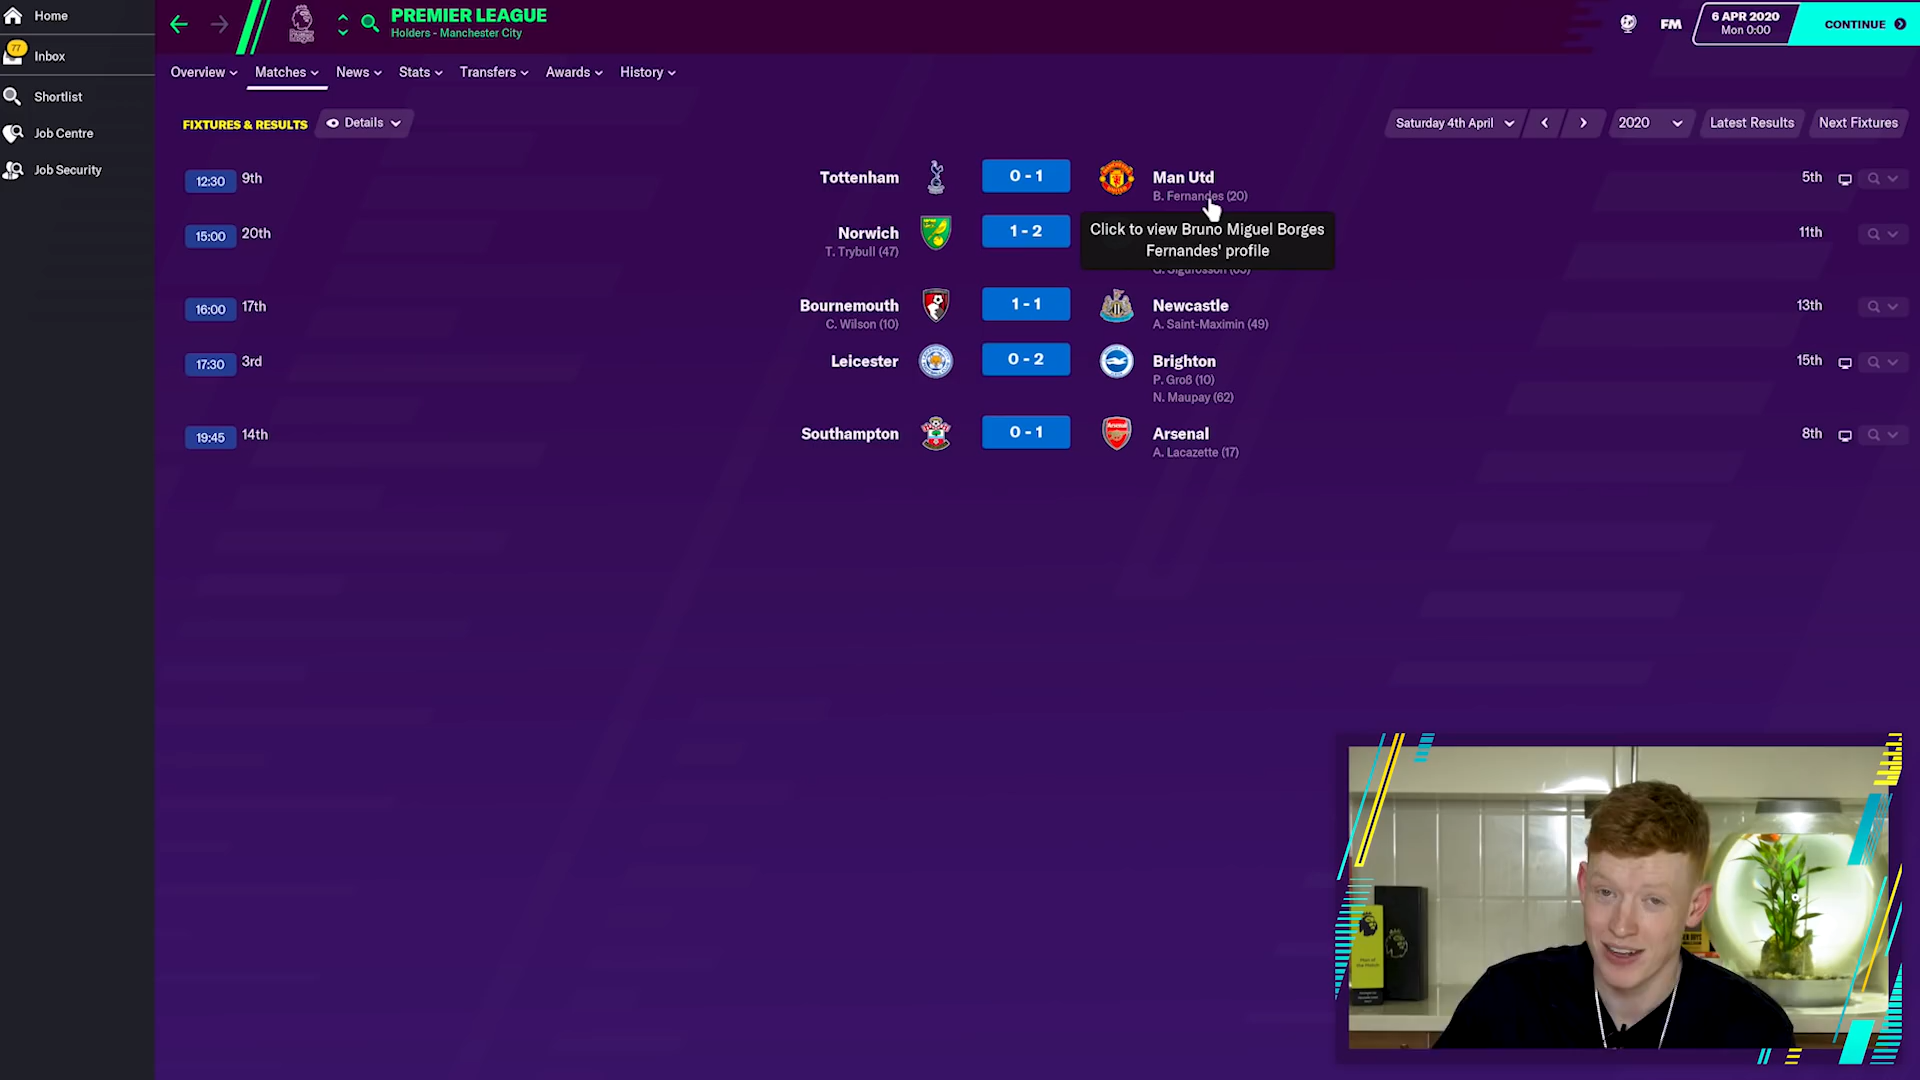 Home
PREMIER LEAGUE
Holders - Manchester City
FM
6 APR 2020
Mon 0:00
CONTINUE
77
Inbox
Overview
Matches
News
Stats
Transfers
Awards
History
Shortlist
Job Centre
Job Security
FIXTURES & RESULTS
Details
Saturday 4th April
2020
Latest Results
Next Fixtures
12:30 9th Tottenham 0 - 1 Man Utd 5th
B. Fernandes (20)
15:00 20th Norwich 1 - 2 11th
T. Trybull (47)
Click to view Bruno Miguel Borges
Fernandes' profile
16:00 17th Bournemouth 1 - 1 Newcastle 13th
C. Wilson (10) A. Saint-Maximin (49)
17:30 3rd Leicester 0 - 2 Brighton 15th
P. Groß (10)
N. Maupay (62)
19:45 14th Southampton 0 - 1 Arsenal 8th
A. Lacazette (17)